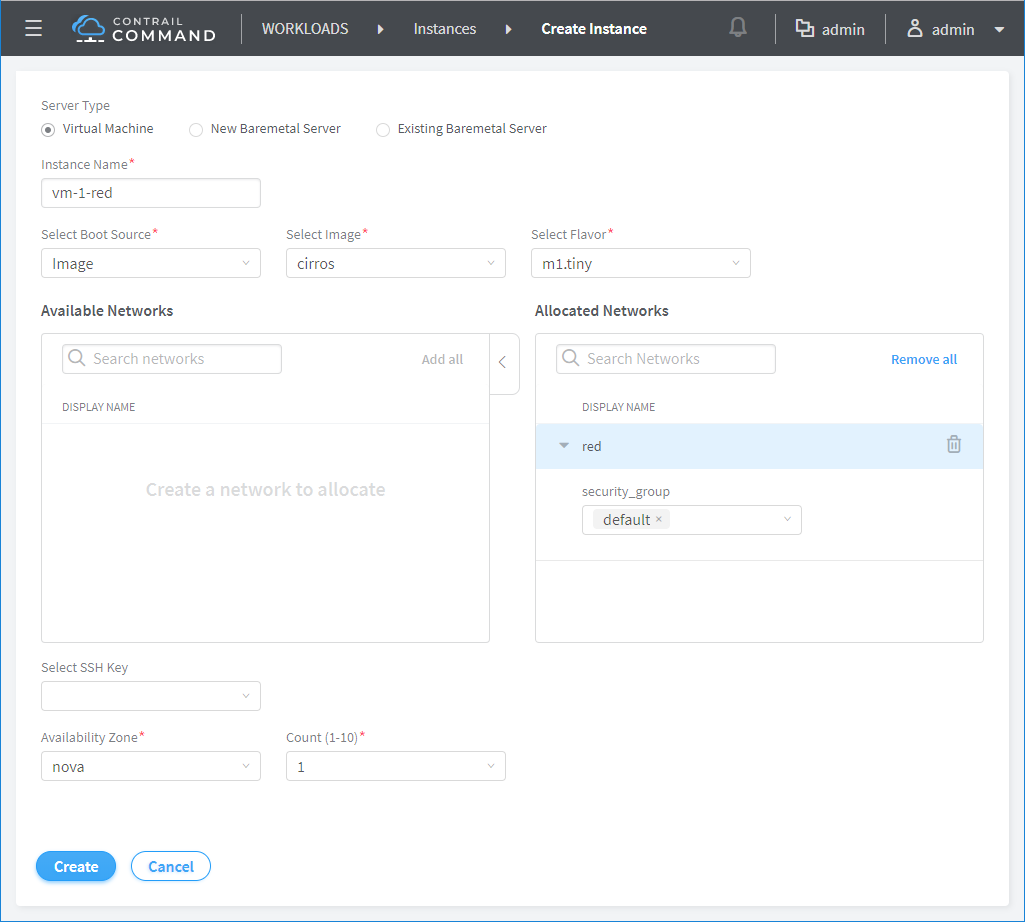 CONTRAIL
COMMAND
WORKLOADS Instances Create Instance admin admin
Server Type
Virtual Machine New Baremetal Server Existing Baremetal Server
Instance Name*
vm-1-red
Select Boot Source* Select Image* Select Flavor*
Image cirros m1.tiny
Available Networks Allocated Networks
Search networks Add all Search Networks Remove all
DISPLAY NAME DISPLAY NAME
red
Create a network to allocate
security_group
default ×
Select SSH Key
Availability Zone* Count (1-10)*
nova 1
Create Cancel